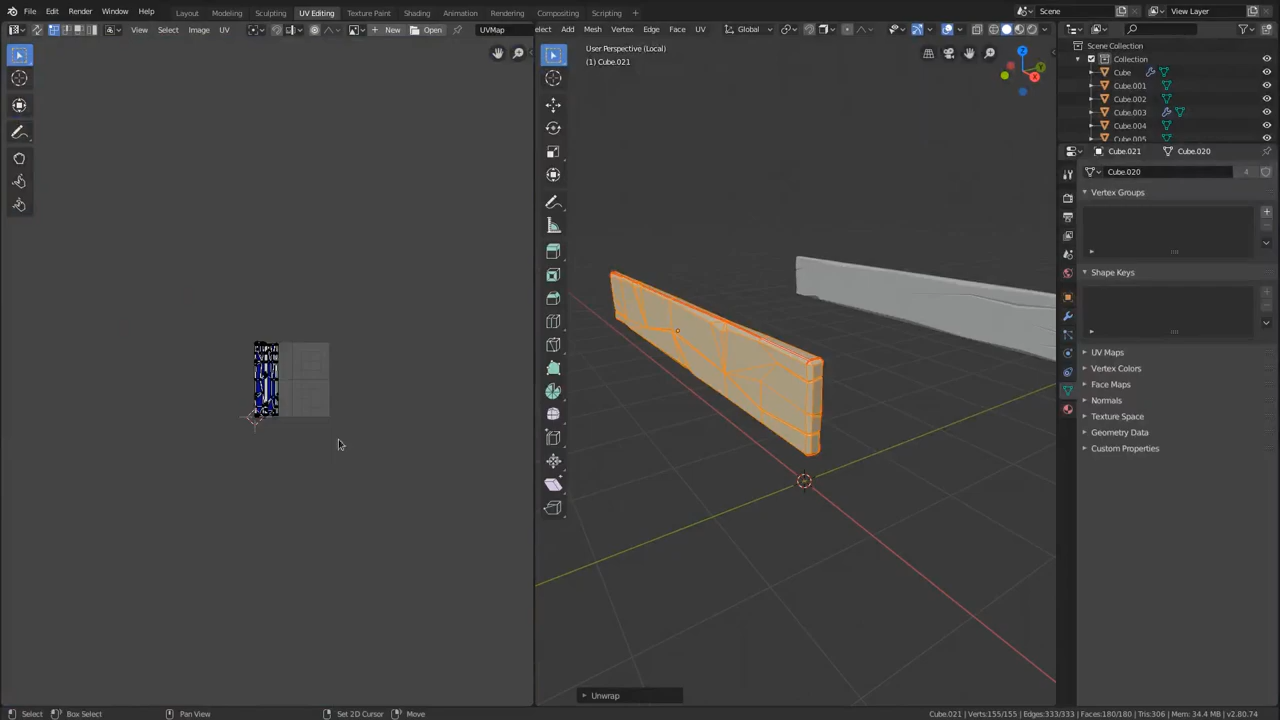 File Edit Render Window Help Layout Modeling Sculpting UV Editing Texture Paint Shading Animation Rendering Compositing Scripting + Scene View Layer
View Select Image UV New Open UVMap elect Add Mesh Vertex Edge Face UV Global
User Perspective (Local)
(1) Cube.021
Z
Y
X
Scene Collection
Collection
Cube
Cube.001
Cube.002
Cube.003
Cube.004
Cube.005
Cube.021 Cube.020
Cube.020 4
Vertex Groups
Shape Keys
UV Maps
Vertex Colors
Face Maps
Normals
Texture Space
Geometry Data
Custom Properties
Unwrap
Select Box Select Pan View Set 2D Cursor Move Cube.021 | Verts:155/155 | Edges:333/333 | Faces:180/180 | Tris:306 | Mem: 34.4 MB | v2.80.74